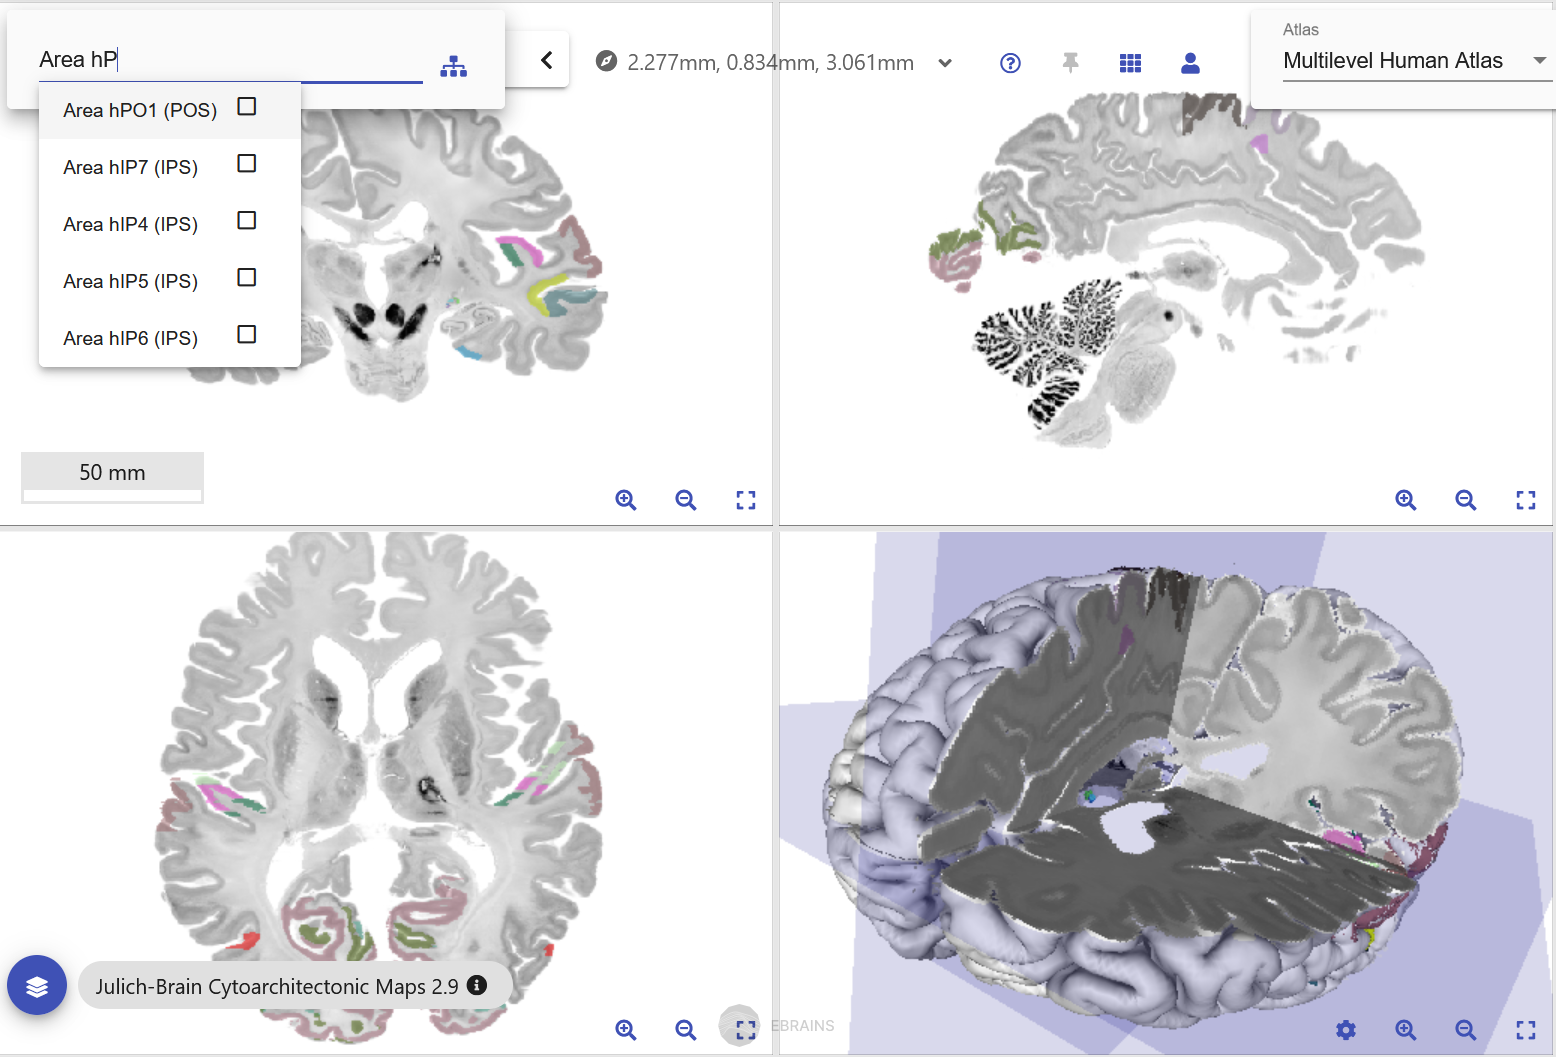 Area hP
Area hPO1 (POS)
Area hIP7 (IPS)
Area hIP4 (IPS)
Area hIP5 (IPS)
Area hIP6 (IPS)
2.277mm, 0.834mm, 3.061mm
Atlas
Multilevel Human Atlas
50 mm
Julich-Brain Cytoarchitectonic Maps 2.9
EBRAINS